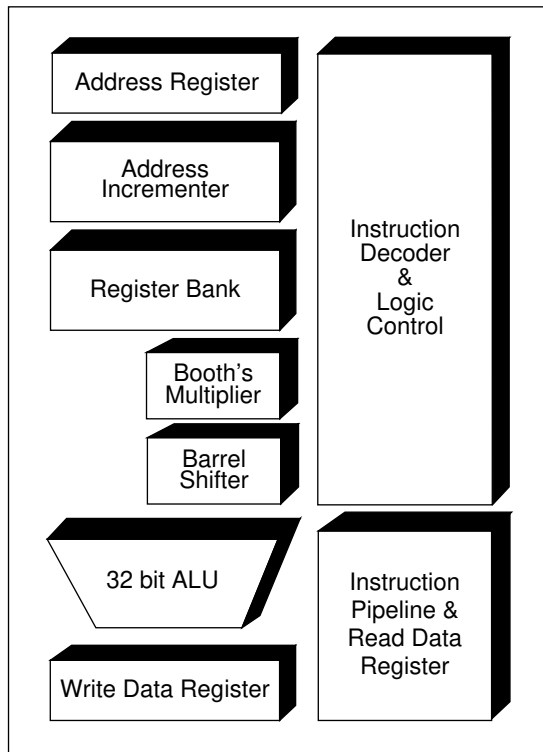 Address Register
Address
Incrementer
Register Bank
Booth's
Multiplier
Barrel
Shifter
32 bit ALU
Write Data Register
Instruction
Decoder
&
Logic
Control
Instruction
Pipeline &
Read Data
Register